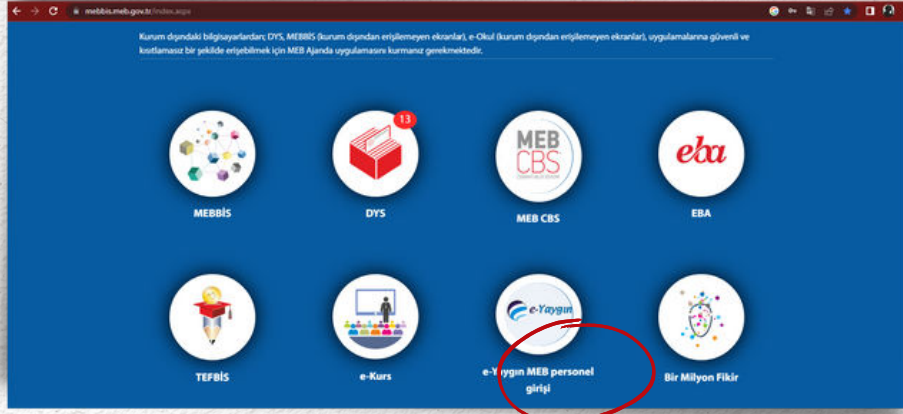 mebbis.meb.gov.tr/index.aspx
Kurum dışındaki bilgisayarlardan; DYS, MEBBİS (kurum dışından erişilemeyen ekranlar), e-Okul (kurum dışından erişilemeyen ekranlar), uygulamalarına güvenli ve
kısıtlamasız bir şekilde erişebilmek için MEB Ajanda uygulamasını kurmanız gerekmektedir.
13
MEB
CBS
eba
MEBBİS
DYS
MEB CBS
EBA
e-Yaygın
TEFBİS
e-Kurs
e-Yaygın MEB personel
girişi
Bir Milyon Fikir